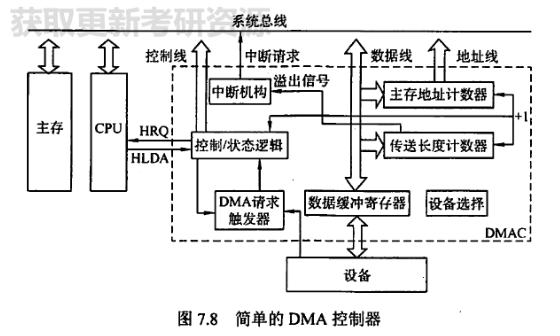 获取更新考研资源
系统总线
控制线
中断请求
数据线
地址线
溢出信号
中断机构
主存地址计数器
+1
主存
CPU
HRQ
HLDA
控制/状态逻辑
传送长度计数器
DMA请求
触发器
数据缓冲寄存器
设备选择
DMAC
设备
图 7.8 简单的 DMA 控制器